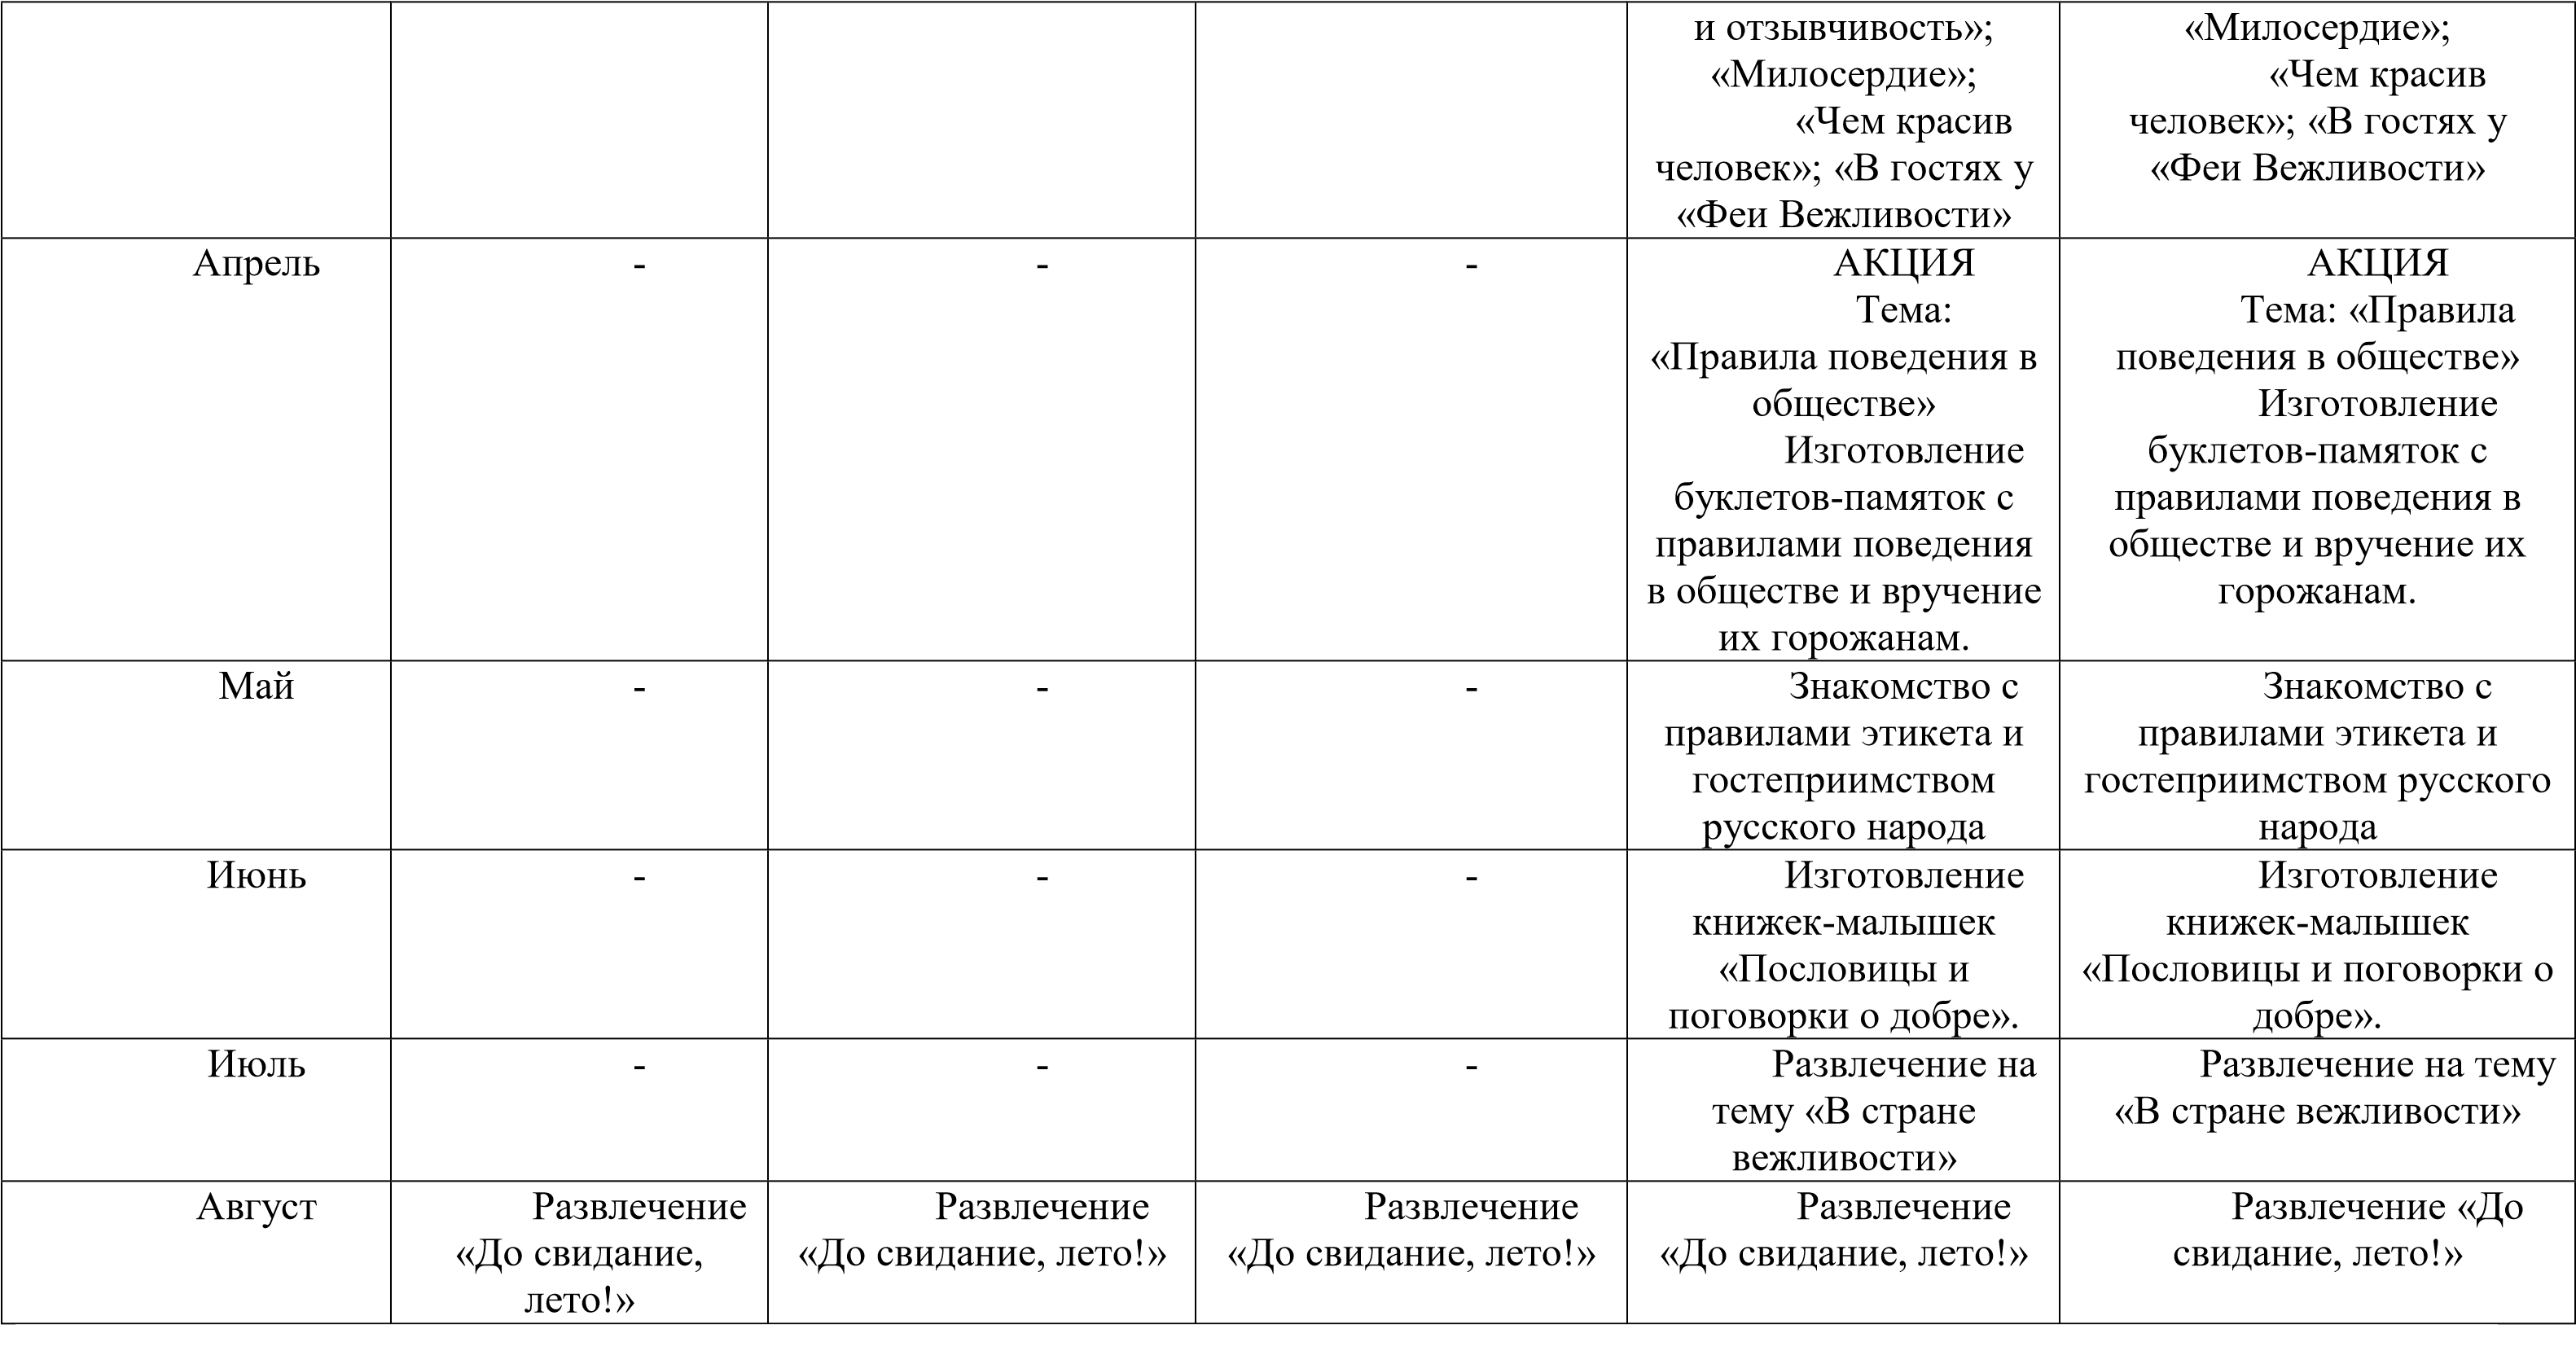 и отзывчивость»;
«Милосердие»;
«Чем красив
человек»; «В гостях у
«Феи Вежливости»
«Милосердие»;
«Чем красив
человек»; «В гостях у
«Феи Вежливости»
Апрель
-
-
-
АКЦИЯ
Тема:
«Правила поведения в
обществе»
Изготовление
буклетов-памяток с
правилами поведения
в обществе и вручение
их горожанам.
АКЦИЯ
Тема: «Правила
поведения в обществе»
Изготовление
буклетов-памяток с
правилами поведения в
обществе и вручение их
горожанам.
Май
-
-
-
Знакомство с
правилами этикета и
гостеприимством
русского народа
Знакомство с
правилами этикета и
гостеприимством русского
народа
Июнь
-
-
-
Изготовление
книжек-малышек
«Пословицы и
поговорки о добре».
Изготовление
книжек-малышек
«Пословицы и поговорки о
добре».
Июль
-
-
-
Развлечение на
тему «В стране
вежливости»
Развлечение на тему
«В стране вежливости»
Август
Развлечение
«До свидание,
лето!»
Развлечение
«До свидание, лето!»
Развлечение
«До свидание, лето!»
Развлечение
«До свидание, лето!»
Развлечение «До
свидание, лето!»